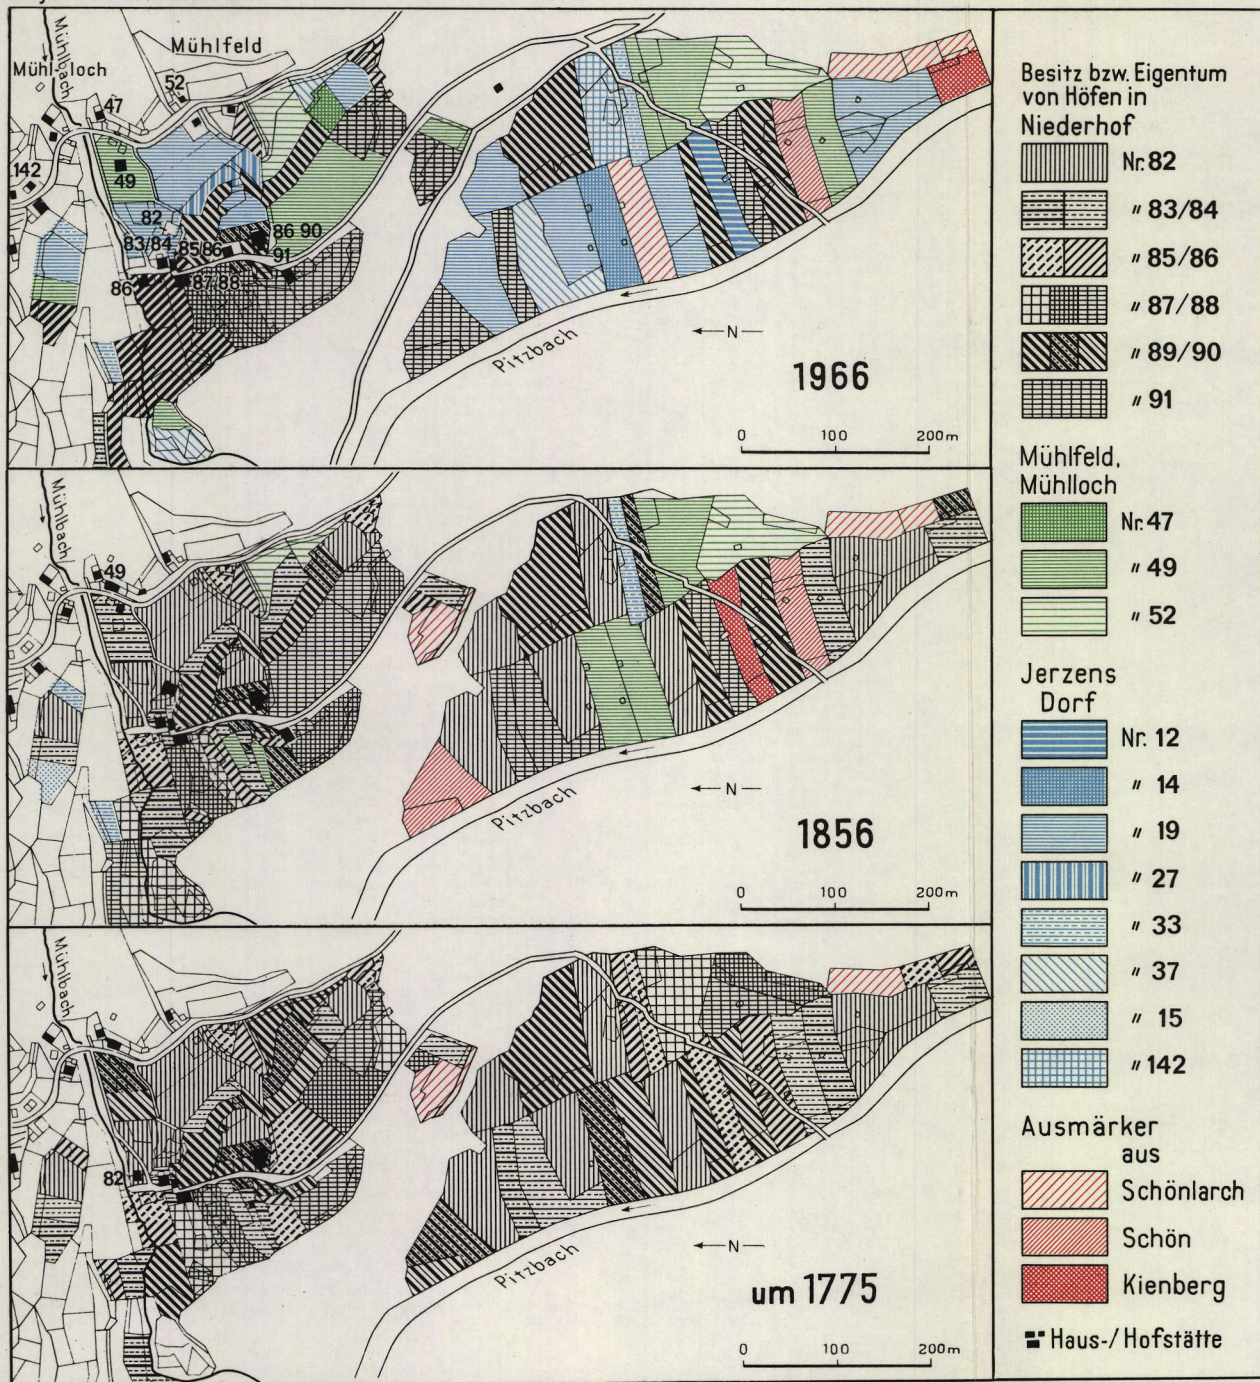 Mühlbach
Mühlfeld
Mühl-loch
52
47
142
49
82
83/84
85/86
86 90
91
86
87/88
Pitzbach
N
1966
0 100 200m
Mühlbach
49
Pitzbach
N
1856
0 100 200m
Mühlbach
82
Pitzbach
N
um 1775
0 100 200m
Besitz bzw. Eigentum
von Höfen in
Niederhof
Nr. 82
" 83/84
" 85/86
" 87/88
" 89/90
" 91
Mühlfeld,
Mühlloch
Nr. 47
" 49
" 52
Jerzens
Dorf
Nr. 12
" 14
" 19
" 27
" 33
" 37
" 15
" 142
Ausmärker
aus
Schönlarch
Schön
Kienberg
Haus-/Hofstätte